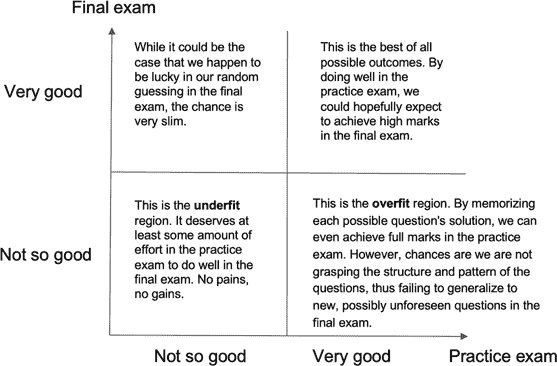 Final exam
While it could be the
case that we happen to
be lucky in our random
guessing in the final
exam, the chance is
very slim.
This is the best of all
possible outcomes. By
doing well in the
practice exam, we
could hopefully expect
to achieve high marks
in the final exam.
Very good
This is the underfit
region. It deserves at
least some amount of
effort in the practice
exam to do well in the
final exam. No pains,
no gains.
This is the overfit region. By memorizing
each possible question's solution, we can
even achieve full marks in the practice
exam. However, chances are we are not
grasping the structure and pattern of the
questions, thus failing to generalize to
new, possibly unforeseen questions in the
final exam.
Not so good
Not so good
Very good
Practice exam